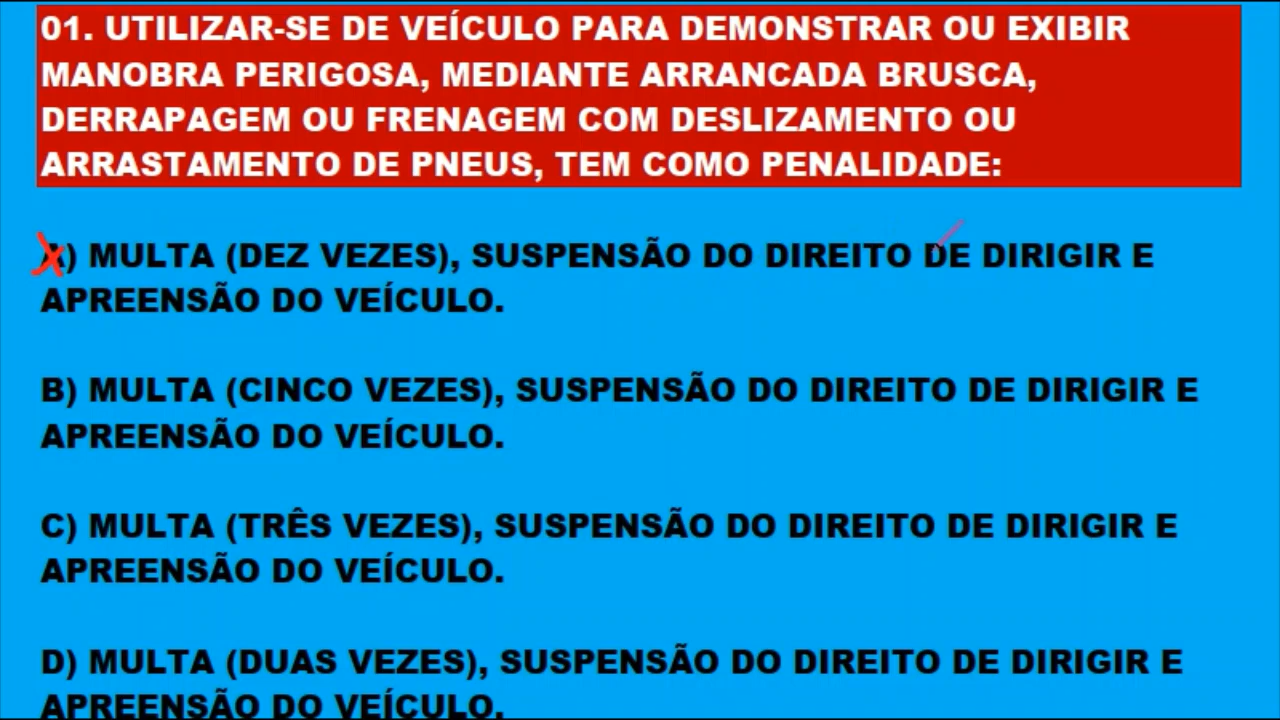 01. UTILIZAR-SE DE VEÍCULO PARA DEMONSTRAR OU EXIBIR
MANOBRA PERIGOSA, MEDIANTE ARRANCADA BRUSCA,
DERRAPAGEM OU FRENAGEM COM DESLIZAMENTO OU
ARRASTAMENTO DE PNEUS, TEM COMO PENALIDADE:
A) MULTA (DEZ VEZES), SUSPENSÃO DO DIREITO DE DIRIGIR E
APREENSÃO DO VEÍCULO.
B) MULTA (CINCO VEZES), SUSPENSÃO DO DIREITO DE DIRIGIR E
APREENSÃO DO VEÍCULO.
C) MULTA (TRÊS VEZES), SUSPENSÃO DO DIREITO DE DIRIGIR E
APREENSÃO DO VEÍCULO.
D) MULTA (DUAS VEZES), SUSPENSÃO DO DIREITO DE DIRIGIR E
APREENSÃO DO VEÍCULO.